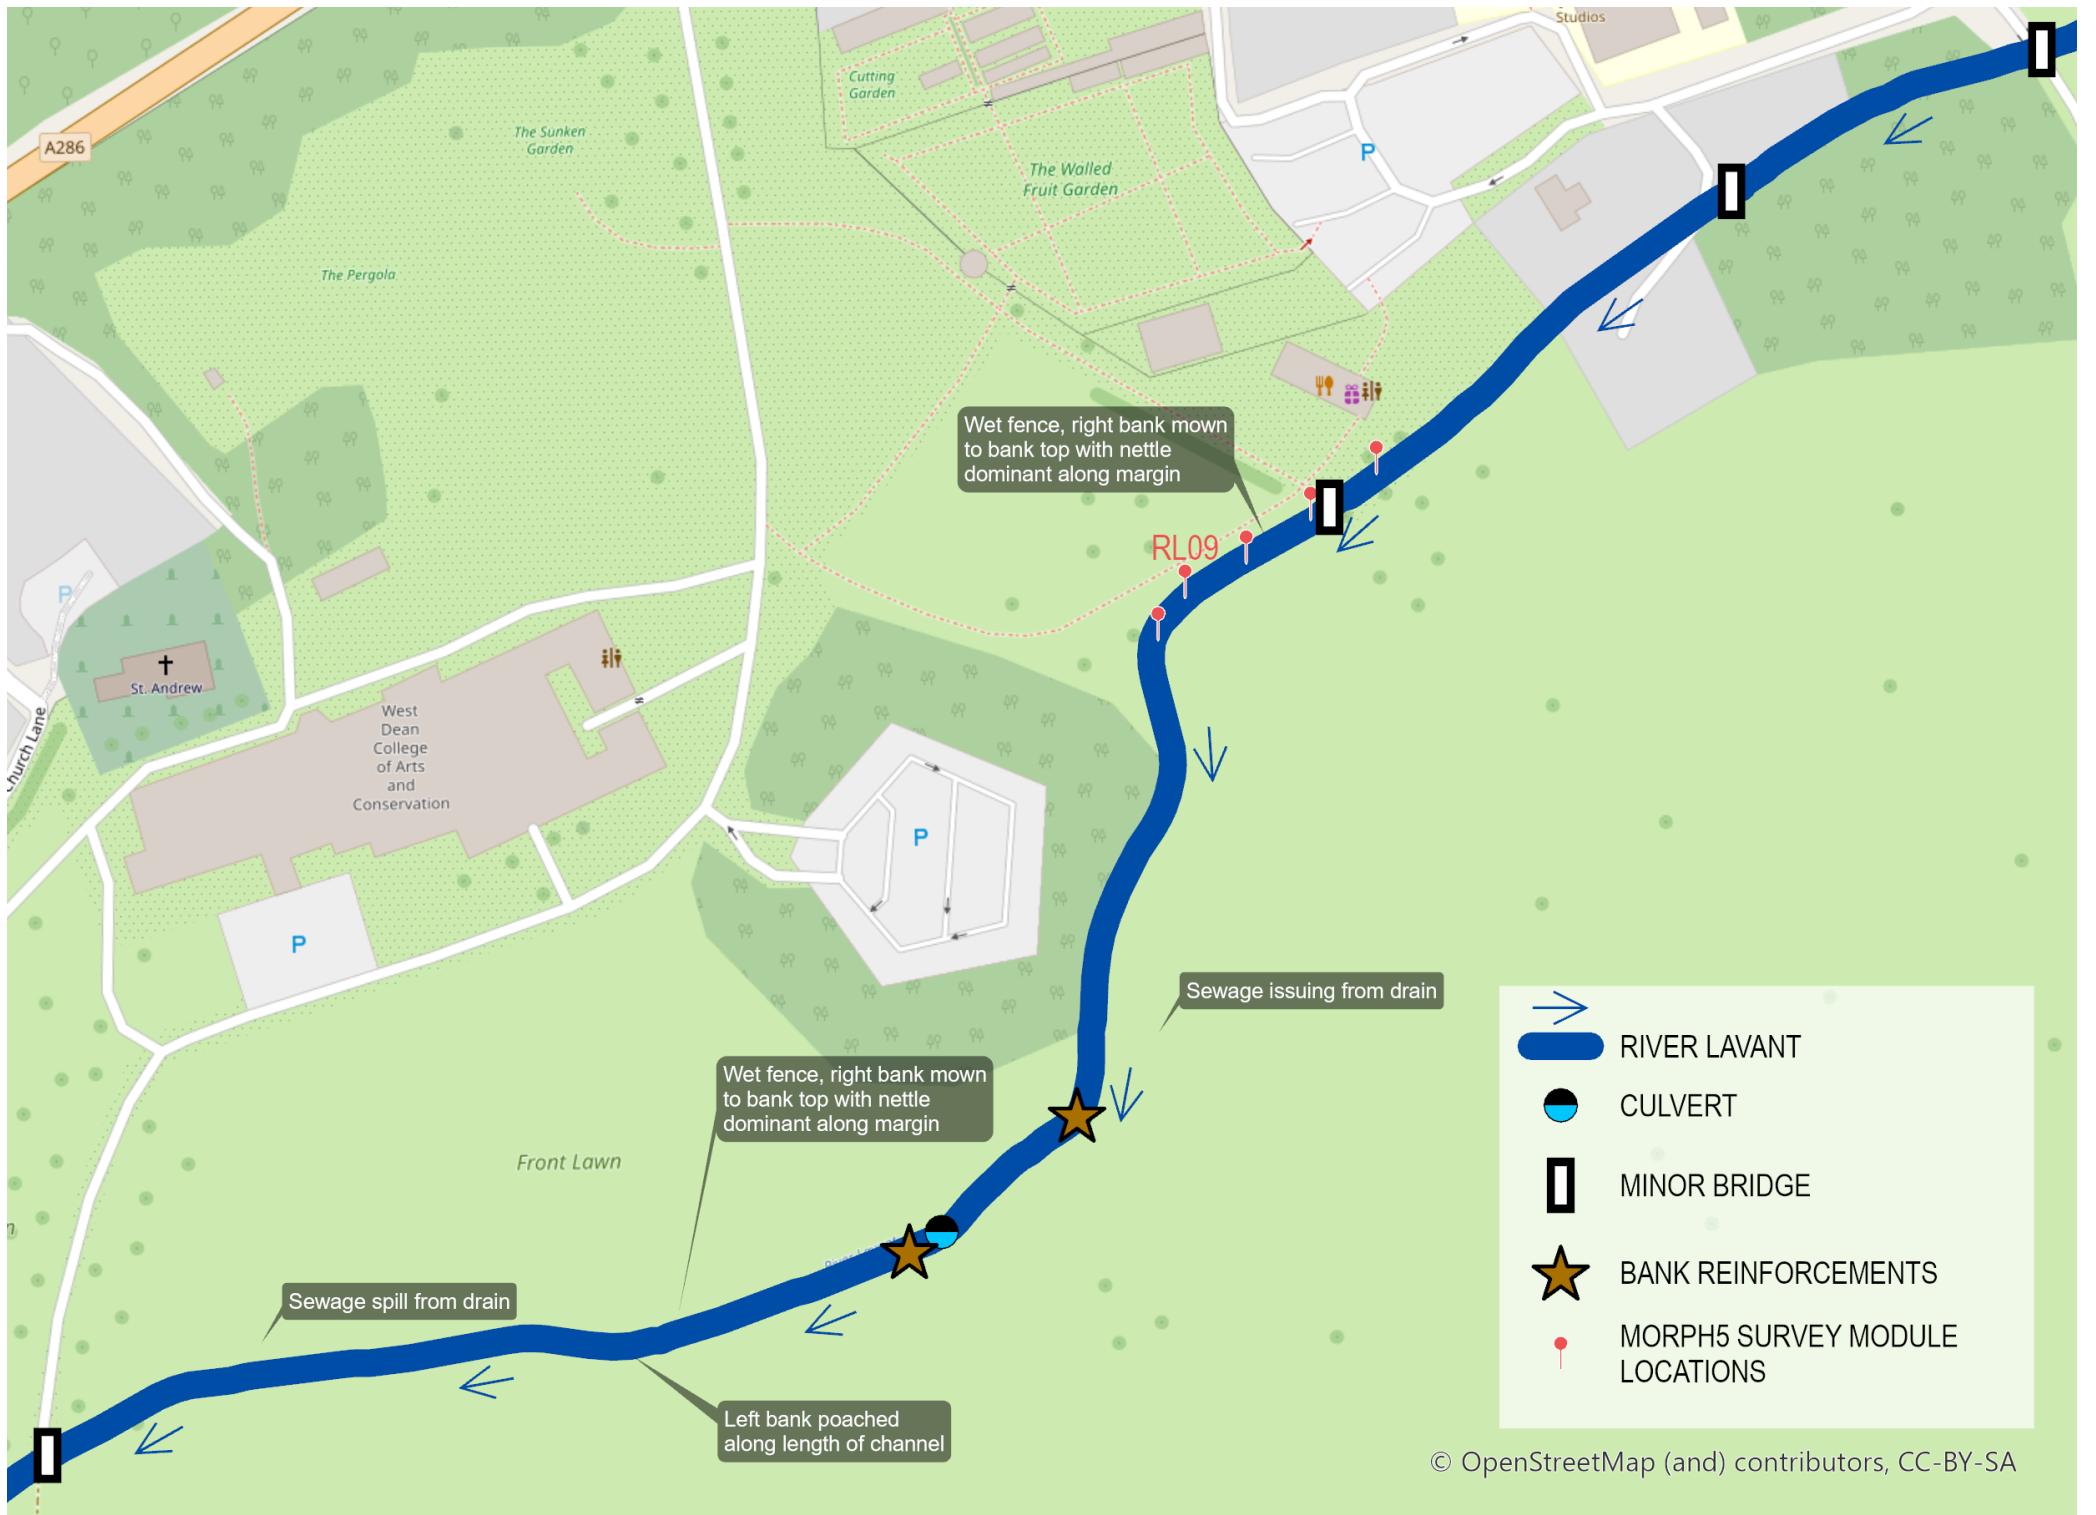 Studios
A286
Cutting
Garden
The Sunken
Garden
The Walled
Fruit Garden
P
The Pergola
Wet fence, right bank mown
to bank top with nettle
dominant along margin
RL09
P
St. Andrew
Church Lane
West
Dean
College
of Arts
and
Conservation
P
P
Sewage issuing from drain
Wet fence, right bank mown
to bank top with nettle
dominant along margin
Front Lawn
Sewage spill from drain
Left bank poached
along length of channel
RIVER LAVANT
CULVERT
MINOR BRIDGE
BANK REINFORCEMENTS
MORPH5 SURVEY MODULE
LOCATIONS
© OpenStreetMap (and) contributors, CC-BY-SA